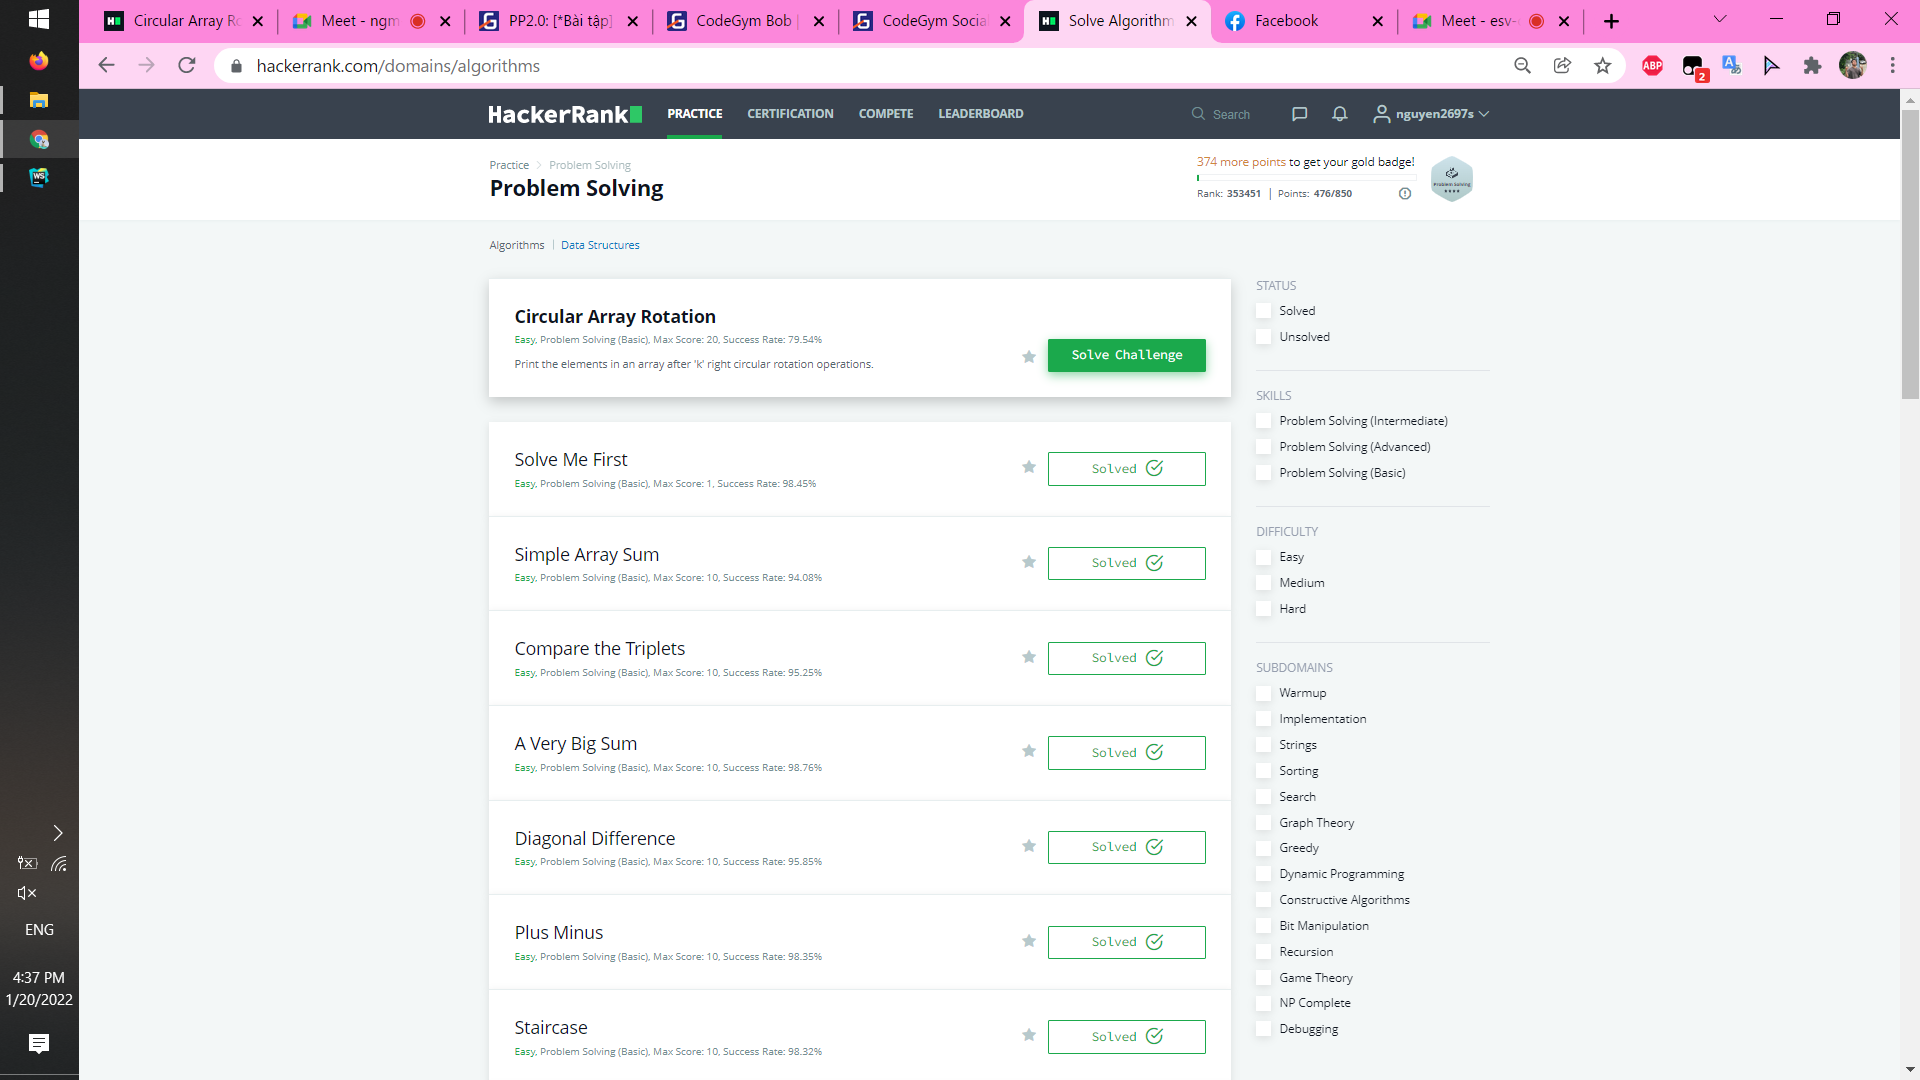 Circular Array Ro
Meet - ngm
PP2.0: [*Bài tập]
CodeGym Bob |
CodeGym Social
Solve Algorithm
Facebook
Meet - esv-
hackerrank.com/domains/algorithms
ABP
2
HackerRank
PRACTICE
CERTIFICATION
COMPETE
LEADERBOARD
Search
nguyen2697s
Practice > Problem Solving
Problem Solving
374 more points to get your gold badge!
Rank: 353451 | Points: 476/850
Problem Solving
Algorithms | Data Structures
Circular Array Rotation
Easy, Problem Solving (Basic), Max Score: 20, Success Rate: 79.54%
Print the elements in an array after 'k' right circular rotation operations.
Solve Challenge
Solve Me First
Easy, Problem Solving (Basic), Max Score: 1, Success Rate: 98.45%
Solved
Simple Array Sum
Easy, Problem Solving (Basic), Max Score: 10, Success Rate: 94.08%
Solved
Compare the Triplets
Easy, Problem Solving (Basic), Max Score: 10, Success Rate: 95.25%
Solved
A Very Big Sum
Easy, Problem Solving (Basic), Max Score: 10, Success Rate: 98.76%
Solved
Diagonal Difference
Easy, Problem Solving (Basic), Max Score: 10, Success Rate: 95.85%
Solved
Plus Minus
Easy, Problem Solving (Basic), Max Score: 10, Success Rate: 98.35%
Solved
Staircase
Easy, Problem Solving (Basic), Max Score: 10, Success Rate: 98.32%
Solved
STATUS
Solved
Unsolved
SKILLS
Problem Solving (Intermediate)
Problem Solving (Advanced)
Problem Solving (Basic)
DIFFICULTY
Easy
Medium
Hard
SUBDOMAINS
Warmup
Implementation
Strings
Sorting
Search
Graph Theory
Greedy
Dynamic Programming
Constructive Algorithms
Bit Manipulation
Recursion
Game Theory
NP Complete
Debugging
WS
ENG
4:37 PM
1/20/2022